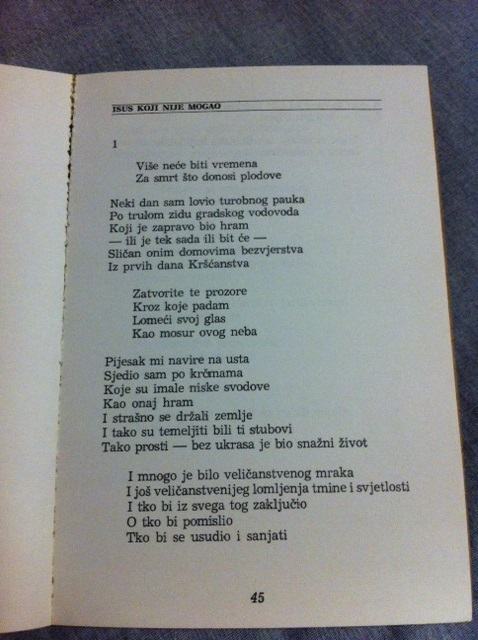 ISUS KOJI NIJE MOGAO
1
Više neće biti vremena
Za smrt što donosi plodove
Neki dan sam lovio turobnog pauka
Po trulom zidu gradskog vodovoda
Koji je zapravo bio hram
— ili je tek sada ili bit će —
Sličan onim domovima bezvjerstva
Iz prvih dana Kršćanstva
Zatvorite te prozore
Kroz koje padam
Lomeći svoj glas
Kao mosur ovog neba
Pijesak mi navire na usta
Sjedio sam po krčmama
Koje su imale niske svodove
Kao onaj hram
I strašno se držali zemlje
I tako su temeljiti bili ti stubovi
Tako prosti — bez ukrasa je bio snažni život
I mnogo je bilo veličanstvenog mraka
I još veličanstvenijeg lomljenja tmine i svjetlosti
I tko bi iz svega tog zaključio
O tko bi pomislio
Tko bi se usudio i sanjati
45